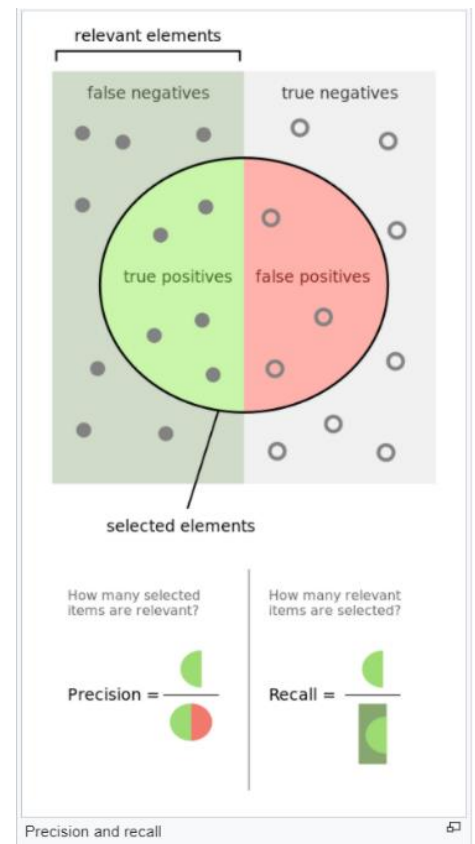 relevant elements
false negatives
true negatives
true positives
false positives
selected elements
How many selected
items are relevant?
Precision =
How many relevant
items are selected?
Recall =
Precision and recall